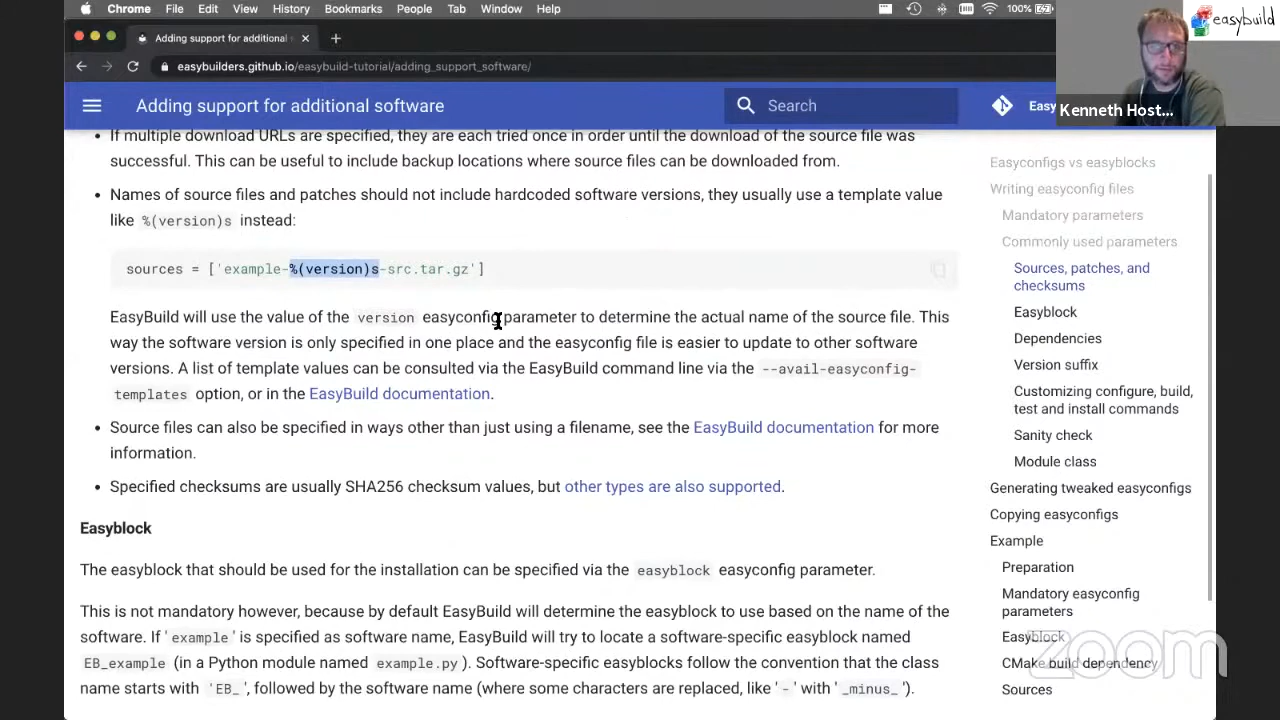 Chrome File Edit View History Bookmarks People Tab Window Help 100%
Adding support for additional
easybuilders.github.io/easybuild-tutorial/adding_support_software/
easybuild
Kenneth Host...
Adding support for additional software
Search
Easy
If multiple download URLs are specified, they are each tried once in order until the download of the source file was
successful. This can be useful to include backup locations where source files can be downloaded from.
Names of source files and patches should not include hardcoded software versions, they usually use a template value
like %(version)s instead:
sources = ['example-%(version)s-src.tar.gz']
EasyBuild will use the value of the version easyconfig parameter to determine the actual name of the source file. This
way the software version is only specified in one place and the easyconfig file is easier to update to other software
versions. A list of template values can be consulted via the EasyBuild command line via the --avail-easyconfig-
templates option, or in the EasyBuild documentation.
Source files can also be specified in ways other than just using a filename, see the EasyBuild documentation for more
information.
Specified checksums are usually SHA256 checksum values, but other types are also supported.
Easyblock
The easyblock that should be used for the installation can be specified via the easyblock easyconfig parameter.
This is not mandatory however, because by default EasyBuild will determine the easyblock to use based on the name of the
software. If 'example' is specified as software name, EasyBuild will try to locate a software-specific easyblock named
EB_example (in a Python module named example.py). Software-specific easyblocks follow the convention that the class
name starts with 'EB_', followed by the software name (where some characters are replaced, like '-' with '_minus_').
Easyconfigs vs easyblocks
Writing easyconfig files
Mandatory parameters
Commonly used parameters
Sources, patches, and
checksums
Easyblock
Dependencies
Version suffix
Customizing configure, build,
test and install commands
Sanity check
Module class
Generating tweaked easyconfigs
Copying easyconfigs
Example
Preparation
Mandatory easyconfig
parameters
Easyblock
CMake build dependency
Sources
zoom